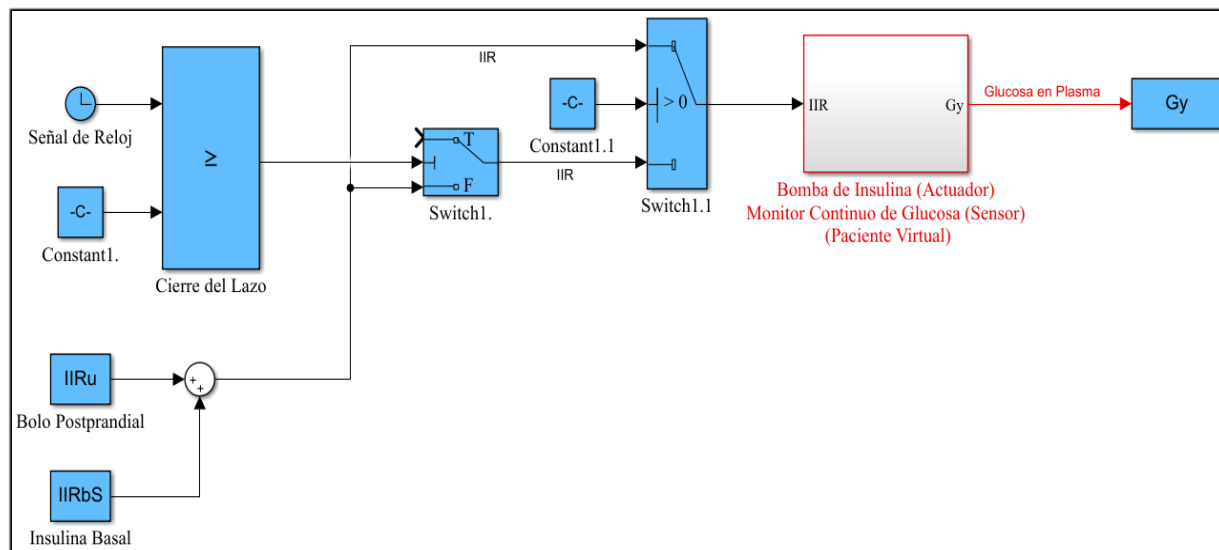 IIR
-C-
> 0
Constant1.1
IIR
Switch1.1
IIR
Gy
Glucosa en Plasma
Gy
Bomba de Insulina (Actuador)
Monitor Continuo de Glucosa (Sensor)
(Paciente Virtual)
Señal de Reloj
≥
T
F
Switch1.
-C-
Constant1.
Cierre del Lazo
IIRu
+
+
Bolo Postprandial
IIRbS
Insulina Basal